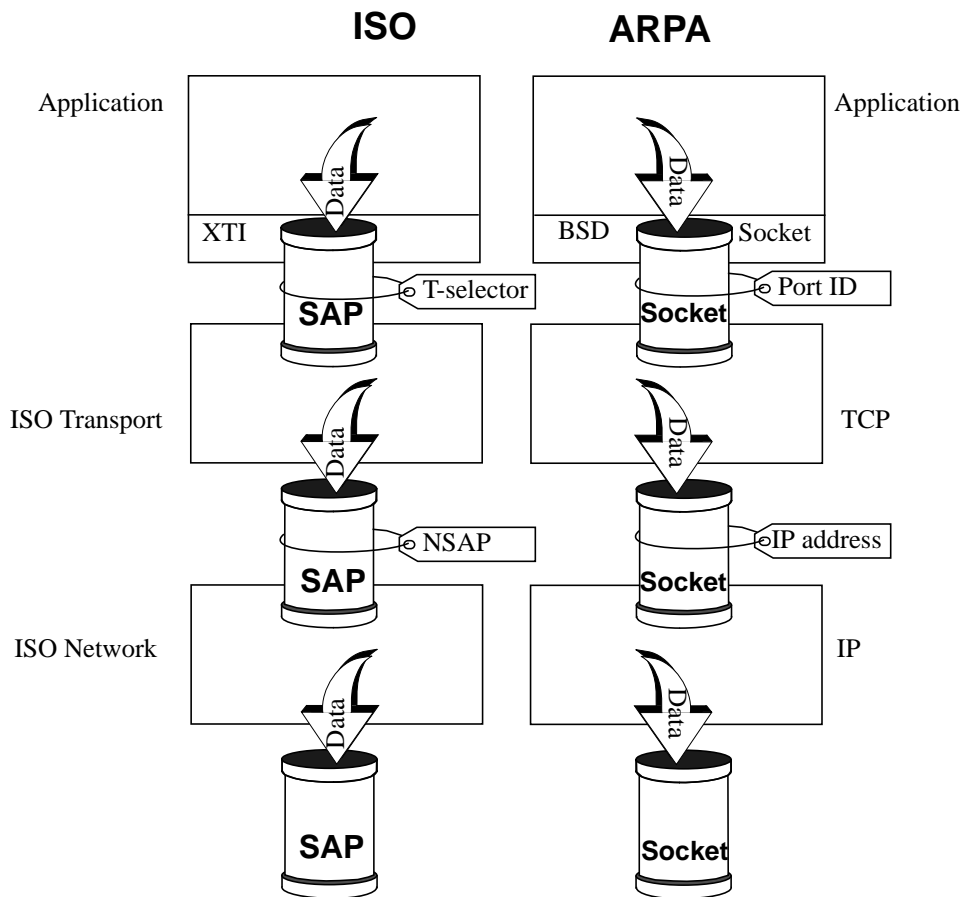 ISO ARPA
Application Application
Data Data
XTI BSD Socket
T-selector Port ID
SAP Socket
ISO Transport TCP
Data Data
NSAP IP address
SAP Socket
ISO Network IP
Data Data
SAP Socket